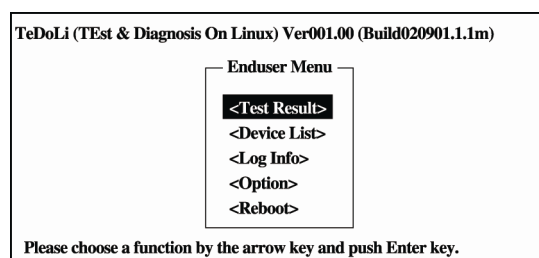 TeDoLi (TEst & Diagnosis On Linux) Ver001.00 (Build020901.1.1m)
Enduser Menu
<Test Result>
<Device List>
<Log Info>
<Option>
<Reboot>
Please choose a function by the arrow key and push Enter key.